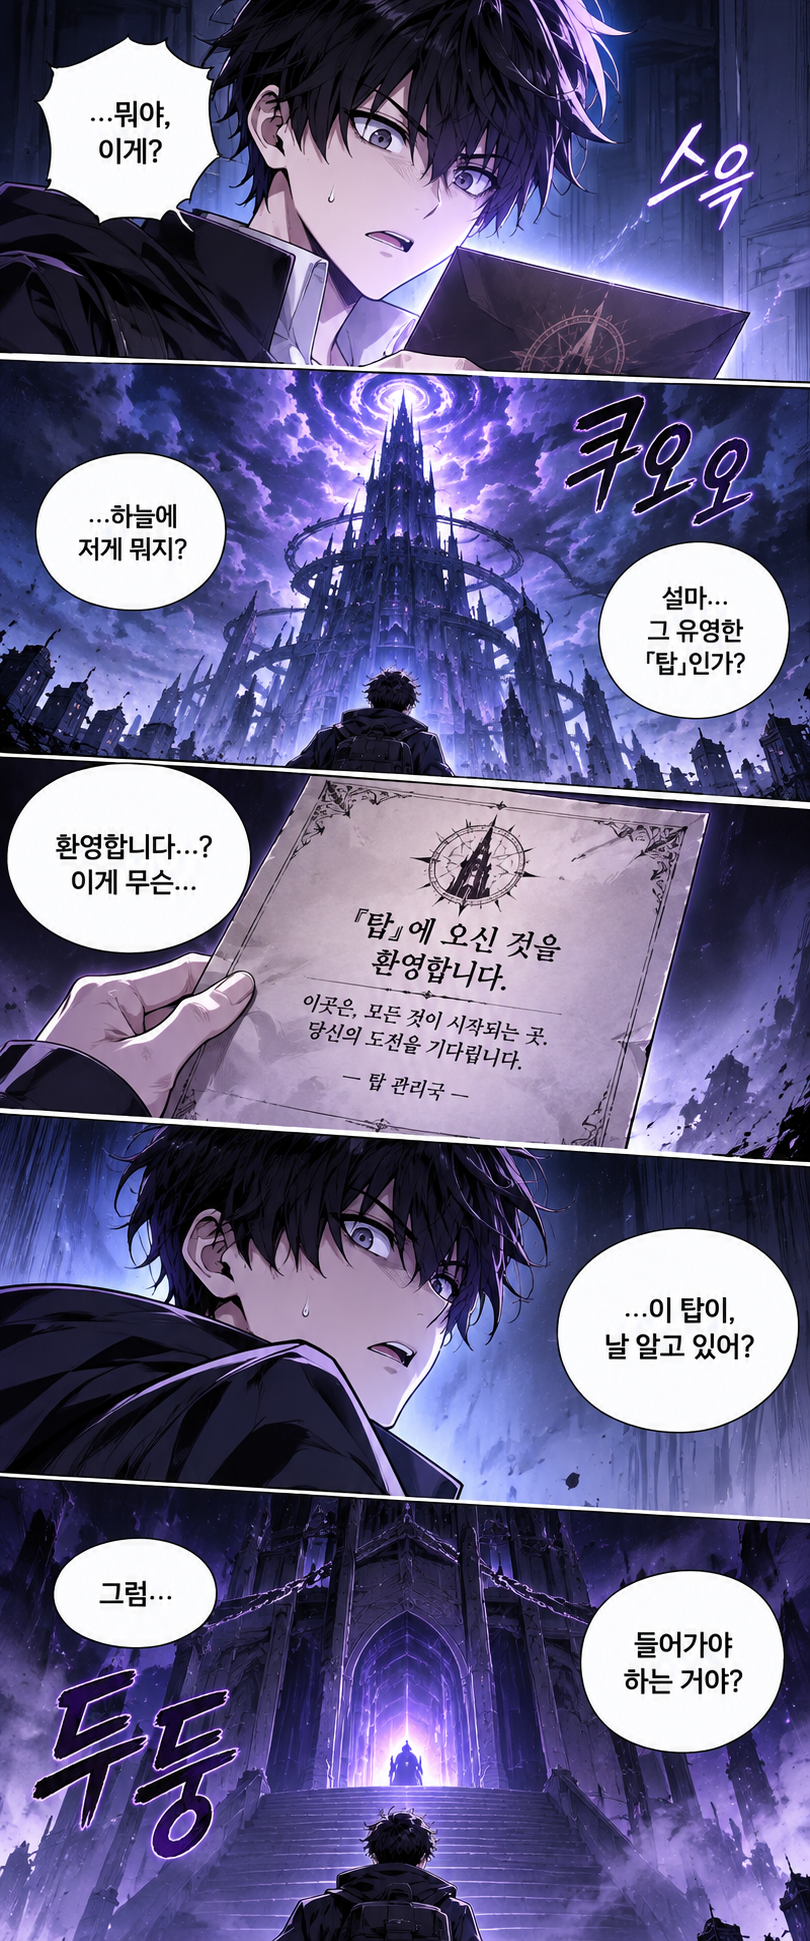 …뭐야,
이게?
스윽
쿠오오
…하늘에
저게 뭐지?
설마…
그 유영한
「탑」인가?
환영합니다…?
이게 무슨…
『탑』에 오신 것을
환영합니다.
이곳은, 모든 것이 시작되는 곳.
당신의 도전을 기다립니다.
— 탑 관리국 —
…이 탑이,
날 알고 있어?
그럼…
들어가야
하는 거야?
두둥